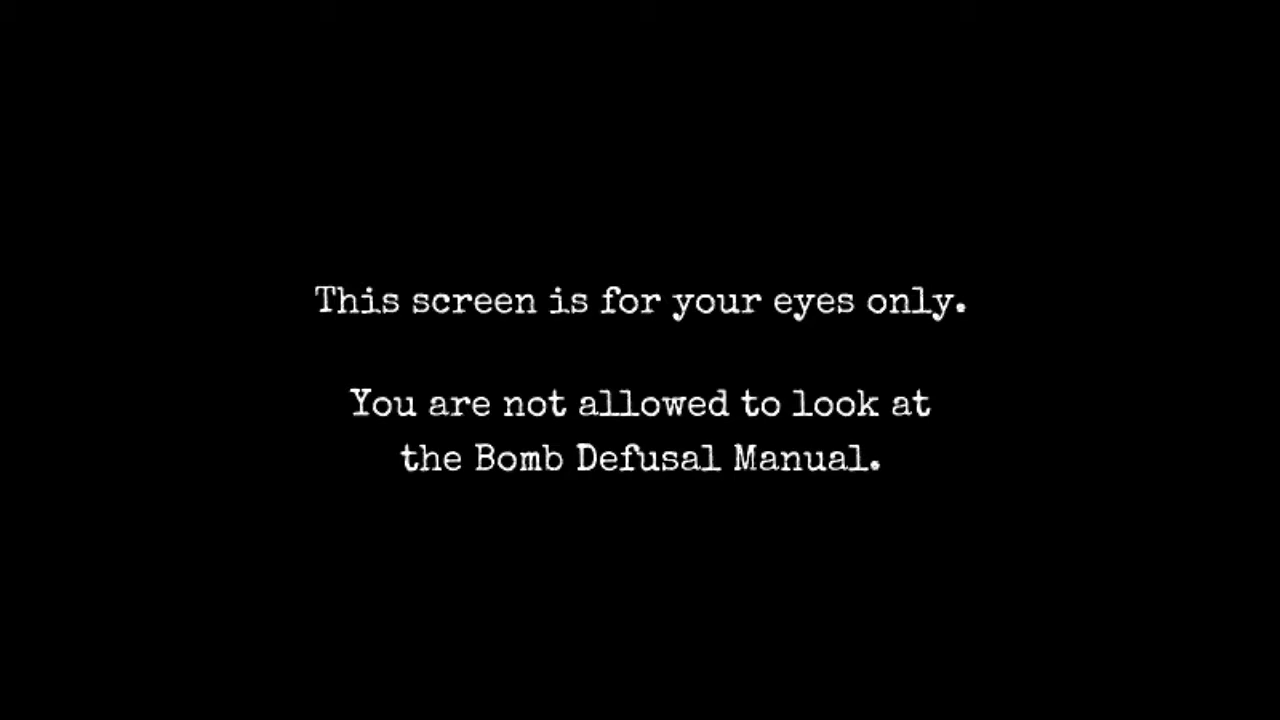 This screen is for your eyes only.
You are not allowed to look at
the Bomb Defusal Manual.